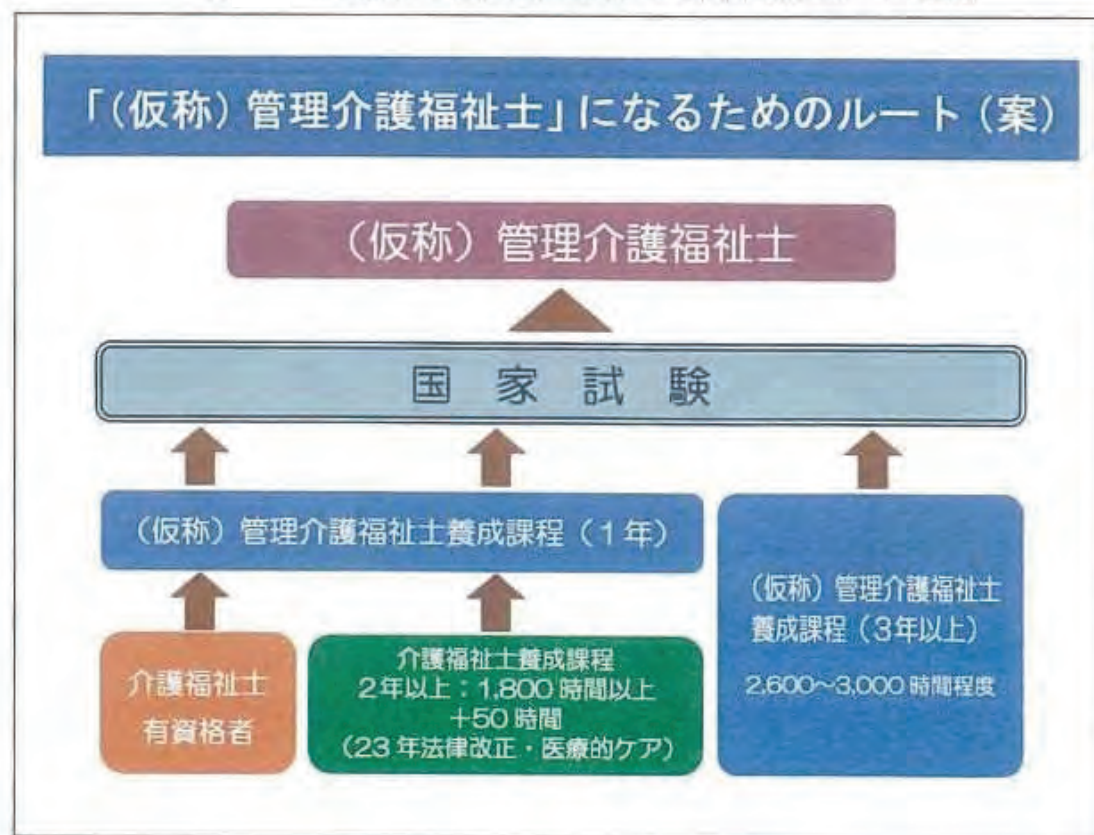 「(仮称) 管理介護福祉士」になるためのルート (案)
(仮称) 管理介護福祉士
国 家 試 験
(仮称) 管理介護福祉士養成課程 (1年)
介護福祉士
有資格者
介護福祉士養成課程
2年以上：1,800 時間以上
+50 時間
(23 年法律改正・医療的ケア)
(仮称) 管理介護福祉士
養成課程 (3年以上)
2,600～3,000 時間程度